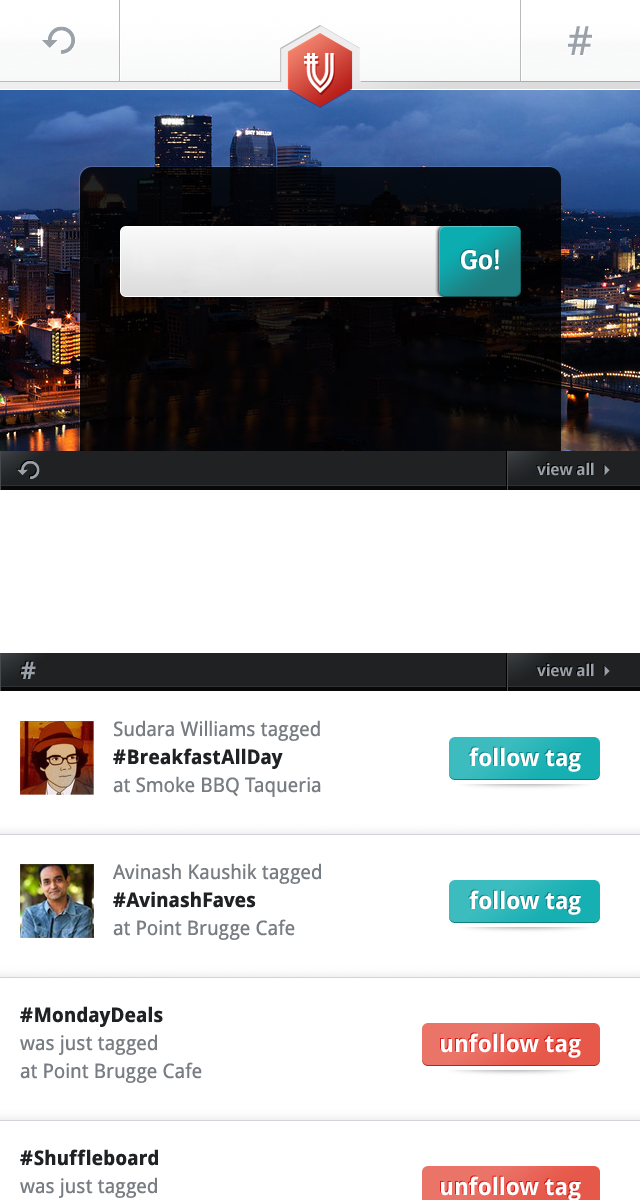 #
Go!
view all
#
view all
Sudara Williams tagged
#BreakfastAllDay
at Smoke BBQ Taqueria
follow tag
Avinash Kaushik tagged
#AvinashFaves
at Point Brugge Cafe
follow tag
#MondayDeals
was just tagged
at Point Brugge Cafe
unfollow tag
#Shuffleboard
was just tagged
unfollow tag